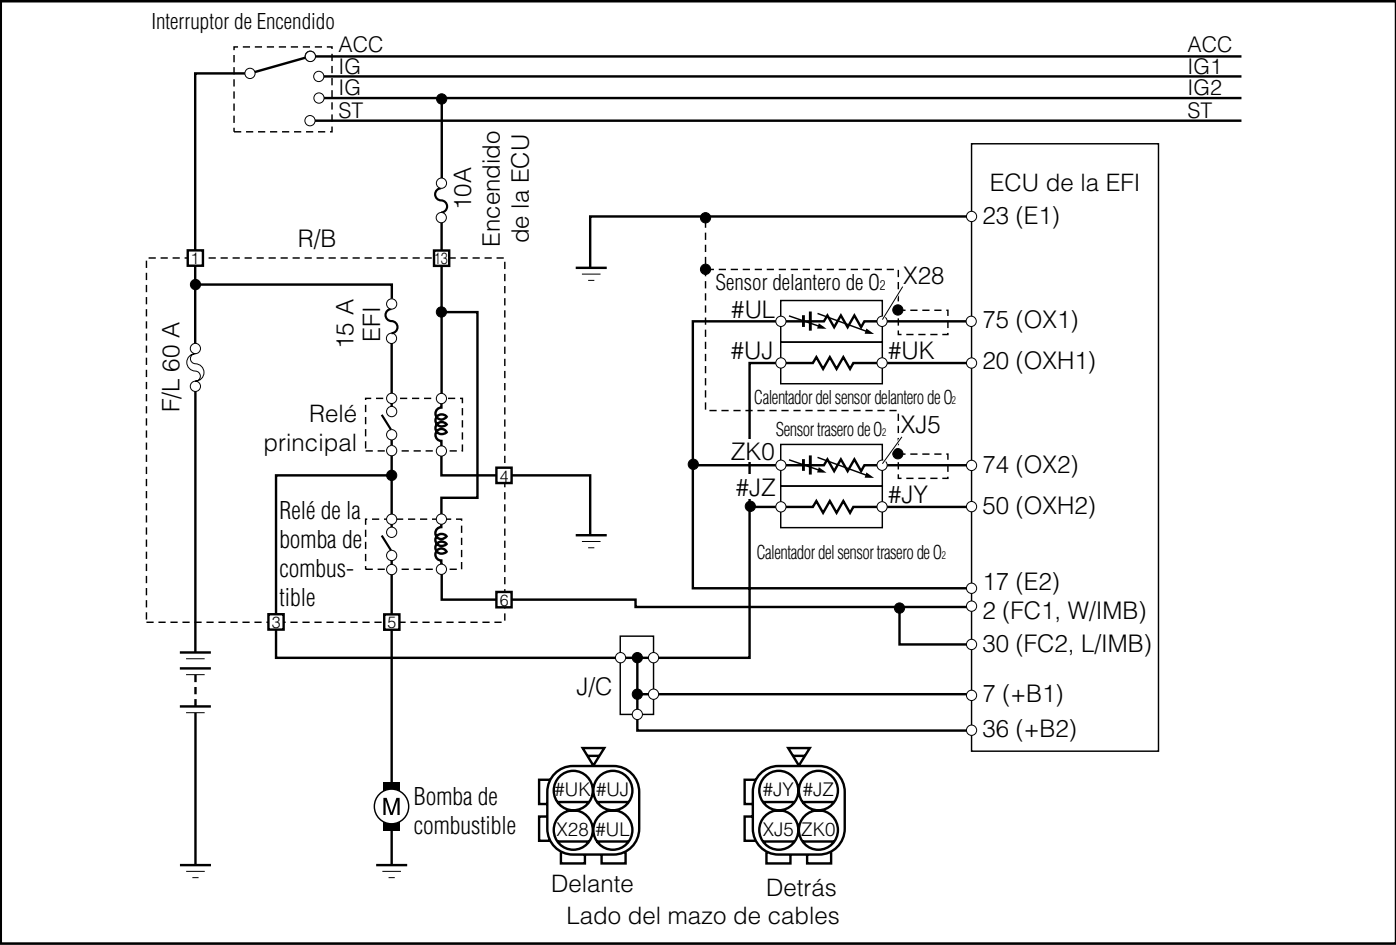 Interruptor de Encendido
ACC
ACC
IG
IG1
IG
IG2
ST
ST
10A
Encendido
de la ECU
ECU de la EFI
23 (E1)
R/B
1
13
Sensor delantero de O2
X28
#UL
75 (OX1)
15 A
EFI
F/L 60 A
#UJ
#UK
20 (OXH1)
Calentador del sensor delantero de O2
Relé
principal
Sensor trasero de O2
XJ5
ZK0
74 (OX2)
4
#JZ
#JY
50 (OXH2)
Relé de la
bomba de
combus-
tible
Calentador del sensor trasero de O2
17 (E2)
6
2 (FC1, W/IMB)
3
5
30 (FC2, L/IMB)
J/C
7 (+B1)
36 (+B2)
M
Bomba de
combustible
#UK
#UJ
X28
#UL
#JY
#JZ
XJ5
ZK0
Delante
Detrás
Lado del mazo de cables